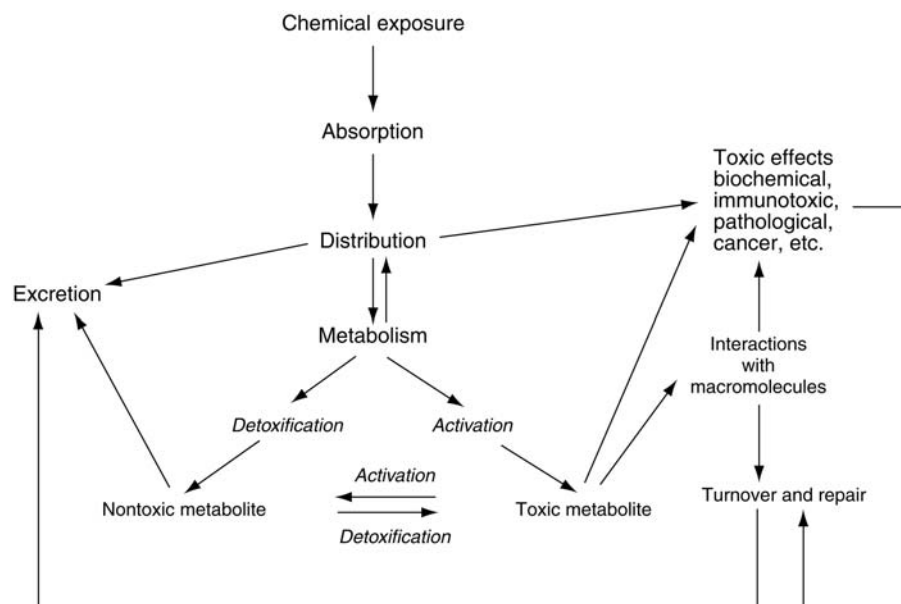 Chemical exposure
Absorption
Toxic effects
biochemical,
immunotoxic,
pathological,
cancer, etc.
Distribution
Excretion
Metabolism
Interactions
with
macromolecules
Detoxification
Activation
Activation
Nontoxic metabolite
Toxic metabolite
Turnover and repair
Detoxification